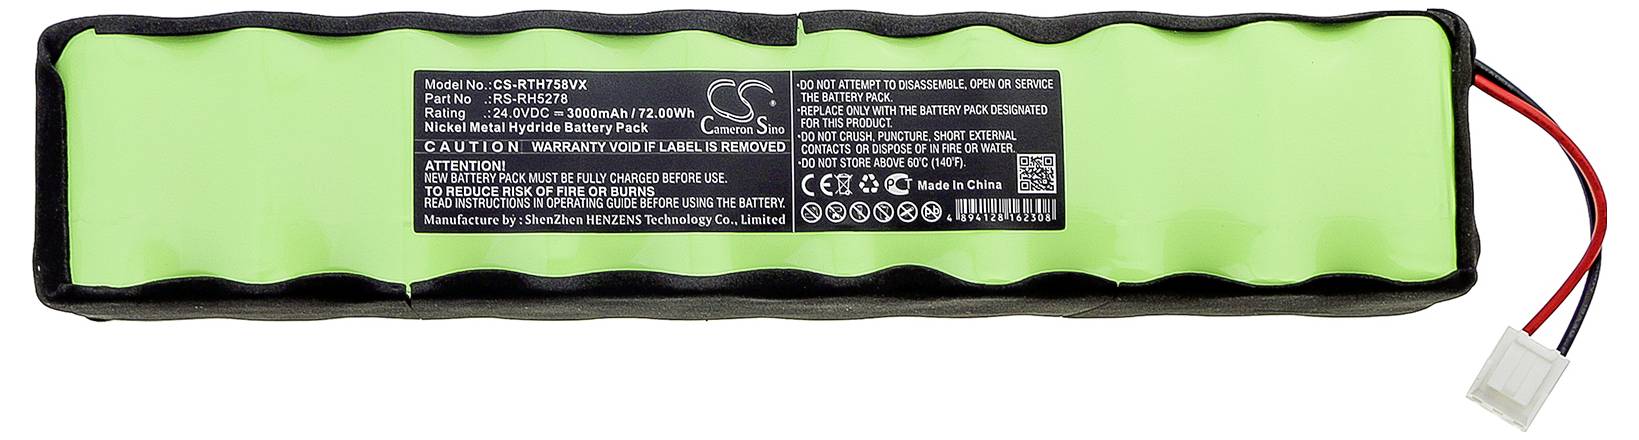 Model No.:CS-RTH758VX
Part No .:RS-RH5278
Rating .:24.0VDC ⎓ 3000mAh / 72.00Wh
Nickel Metal Hydride Battery Pack
CS
Cameron Sino
CAUTION WARRANTY VOID IF LABEL IS REMOVED
ATTENTION!
NEW BATTERY PACK MUST BE FULLY CHARGED BEFORE USE.
TO REDUCE RISK OF FIRE OR BURNS
READ INSTRUCTIONS IN OPERATING GUIDE BEFORE USING THE BATTERY.
Manufacture by : ShenZhen HENZENS Technology Co., Limited
·DO NOT ATTEMPT TO DISASSEMBLE, OPEN OR SERVICE
THE BATTERY PACK.
·REPLACE ONLY WITH THE BATTERY PACK DESIGNATED
FOR THIS PRODUCT.
·DO NOT CRUSH, PUNCTURE, SHORT EXTERNAL
CONTACTS OR DISPOSE OF IN FIRE OR WATER.
·DO NOT STORE ABOVE 60℃ (140℉).
CE PCT Made In China
4 894128 162308